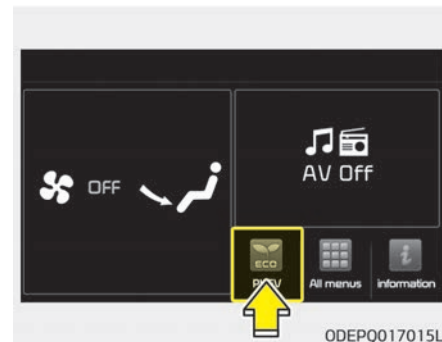 OFF
AV Off
ECO
All menus
information
ODEPQ017015L